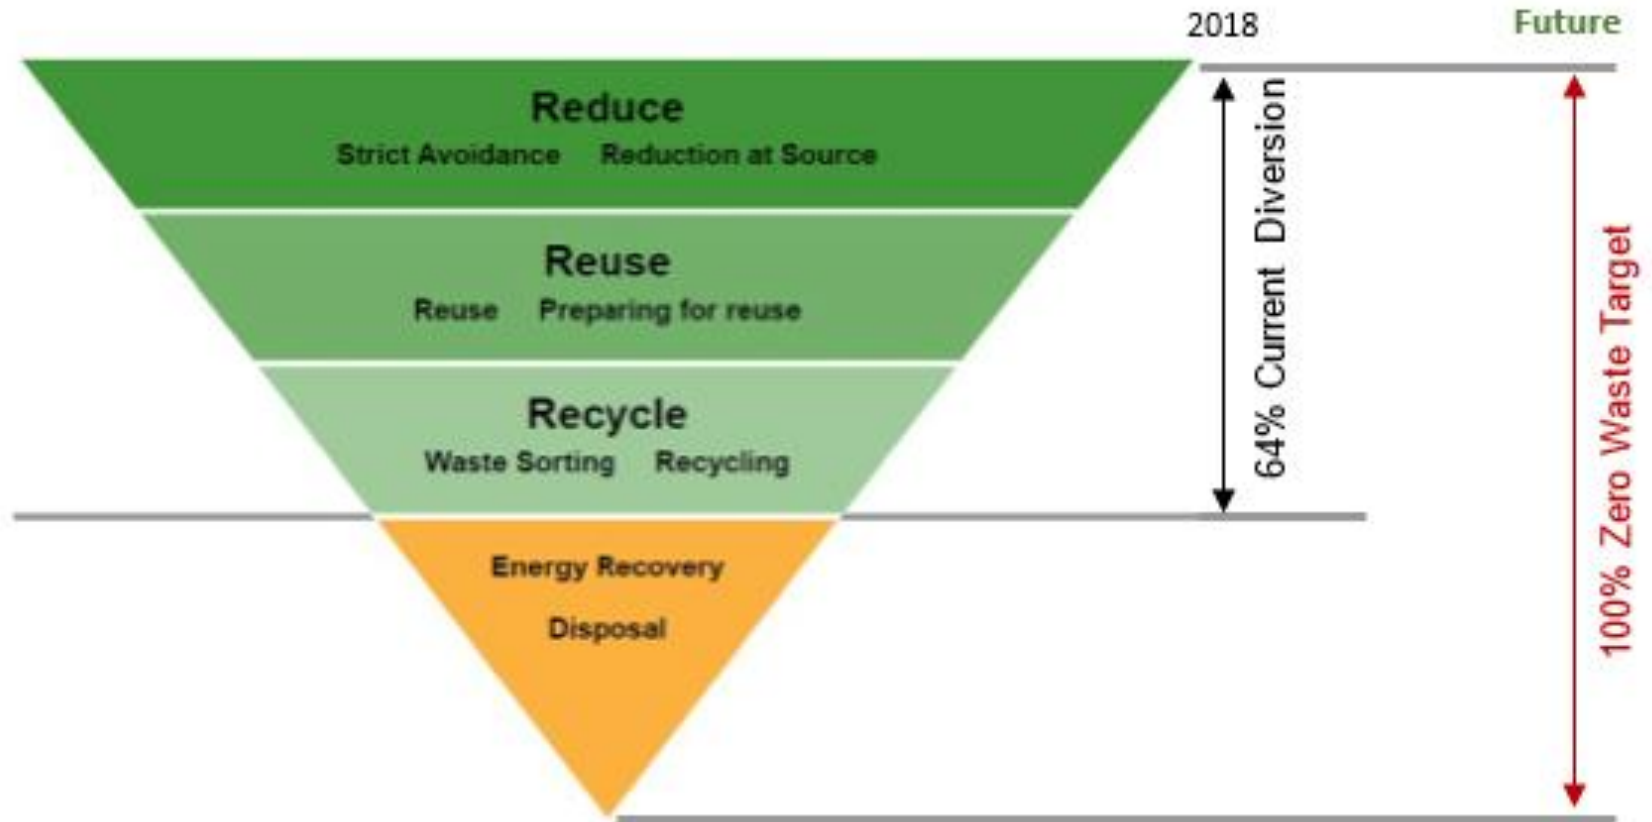 2018
Future
Reduce
Strict Avoidance Reduction at Source
Reuse
Reuse Preparing for reuse
Recycle
Waste Sorting Recycling
Energy Recovery
Disposal
64% Current Diversion
100% Zero Waste Target